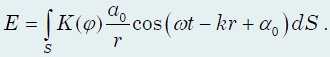 E = ∫_S K(φ) a₀/r cos(ωt − kr + α₀) dS .